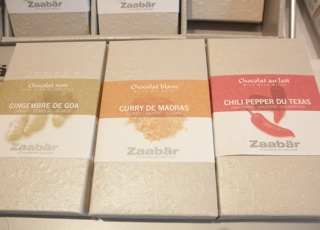 Zaabär
Zaabär
Chocolat noir
GINGEMBRE DE GOA
Zaabär
Chocolat blanc
CURRY DE MADRAS
Zaabär
Chocolat au lait
CHILI PEPPER DU TEXAS
Zaabär